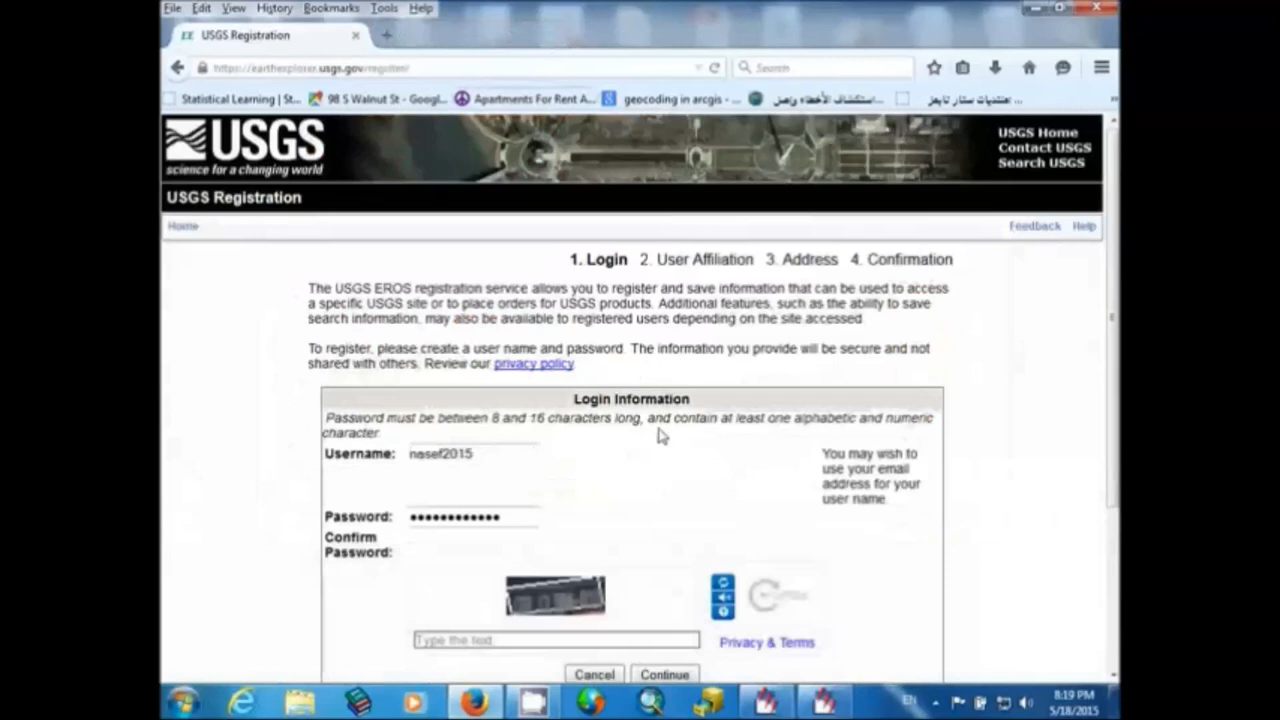 File Edit View History Bookmarks Tools Help
USGS Registration
https://earthexplorer.usgs.gov/register/
Search
Statistical Learning | St... 98 S Walnut St - Googl... Apartments For Rent A... geocoding in arcgis - ... استكشاف الأخطاء وإصل... منتديات ستار تايمز ...
USGS
science for a changing world
USGS Home
Contact USGS
Search USGS
USGS Registration
Home Feedback Help
1. Login 2. User Affiliation 3. Address 4. Confirmation
The USGS EROS registration service allows you to register and save information that can be used to access
a specific USGS site or to place orders for USGS products. Additional features, such as the ability to save
search information, may also be available to registered users depending on the site accessed
To register, please create a user name and password. The information you provide will be secure and not
shared with others. Review our privacy policy
Login Information
Password must be between 8 and 16 characters long, and contain at least one alphabetic and numeric
character.
Username: nasef2015
You may wish to
use your email
address for your
user name
Password: ••••••••••••
Confirm
Password:
Type the text
Privacy & Terms
Cancel Continue
EN
8:19 PM
5/18/2015